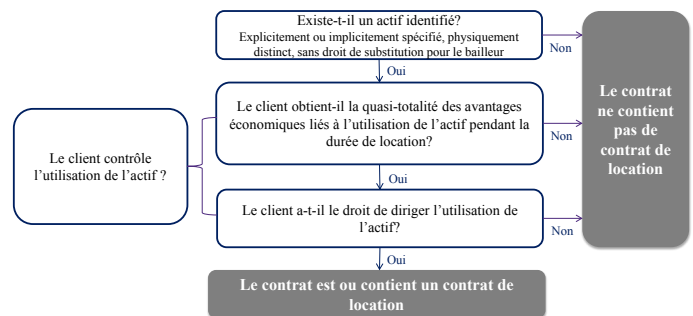 Existe-t-il un actif identifié?
Explicitement ou implicitement spécifié, physiquement
distinct, sans droit de substitution pour le bailleur
Non
Oui
Le contrat
ne contient
pas de
contrat de
location
Le client obtient-il la quasi-totalité des avantages
économiques liés à l'utilisation de l'actif pendant la
durée de location?
Non
Le client contrôle
l'utilisation de l'actif ?
Oui
Le client a-t-il le droit de diriger l'utilisation de
l'actif?
Non
Oui
Le contrat est ou contient un contrat de
location